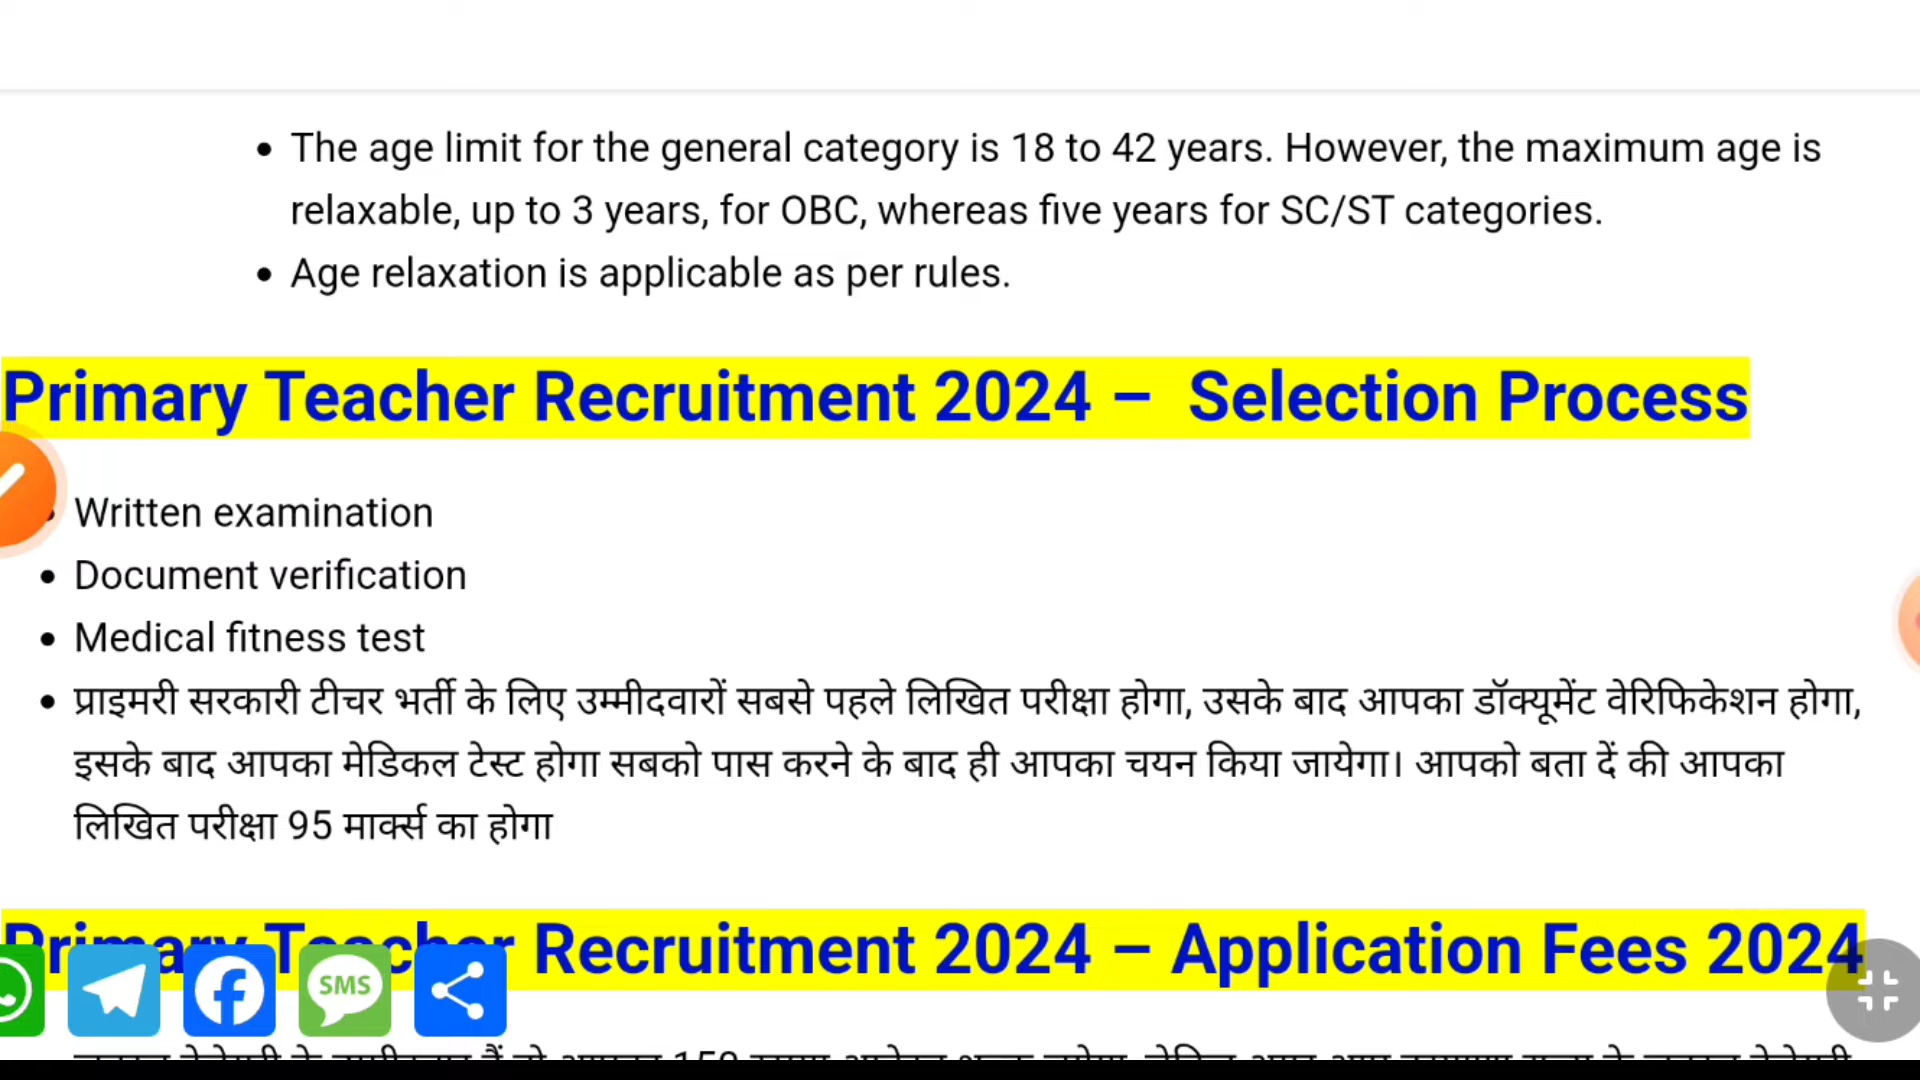 The age limit for the general category is 18 to 42 years. However, the maximum age is
relaxable, up to 3 years, for OBC, whereas five years for SC/ST categories.
Age relaxation is applicable as per rules.
Primary Teacher Recruitment 2024 – Selection Process
Written examination
Document verification
Medical fitness test
प्राइमरी सरकारी टीचर भर्ती के लिए उम्मीदवारों सबसे पहले लिखित परीक्षा होगा, उसके बाद आपका डॉक्यूमेंट वेरिफिकेशन होगा,
इसके बाद आपका मेडिकल टेस्ट होगा सबको पास करने के बाद ही आपका चयन किया जायेगा। आपको बता दें की आपका
लिखित परीक्षा 95 मार्क्स का होगा
Primary Teacher Recruitment 2024 – Application Fees 2024
SMS